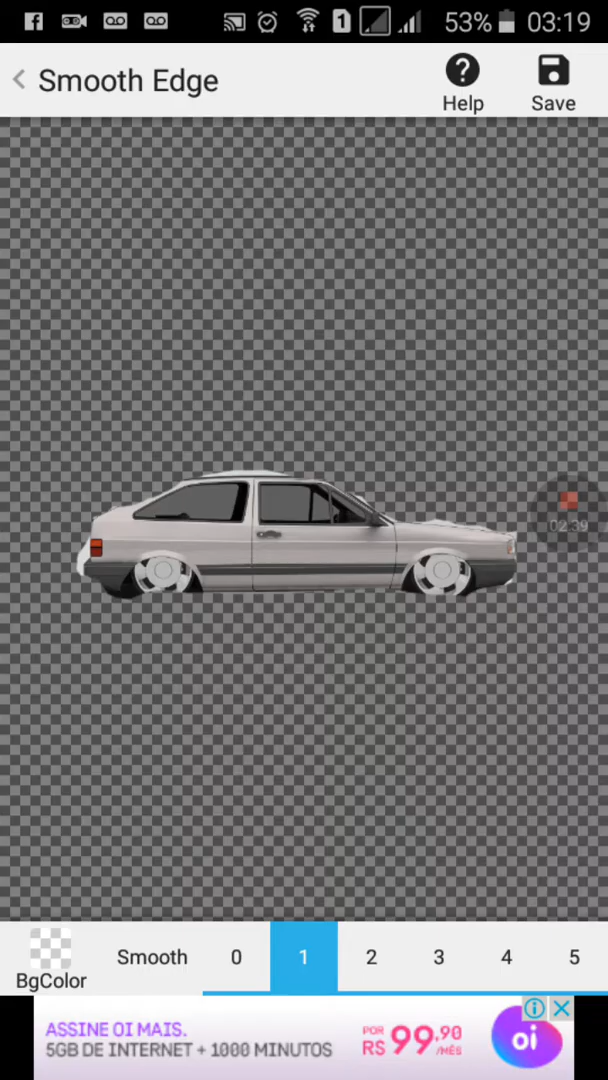 1 53% 03:19
Smooth Edge
Help
Save
02:39
BgColor
Smooth 0 1 2 3 4 5
ASSINE OI MAIS.
5GB DE INTERNET + 1000 MINUTOS
POR
R$ 99,90
/MÊS
oi